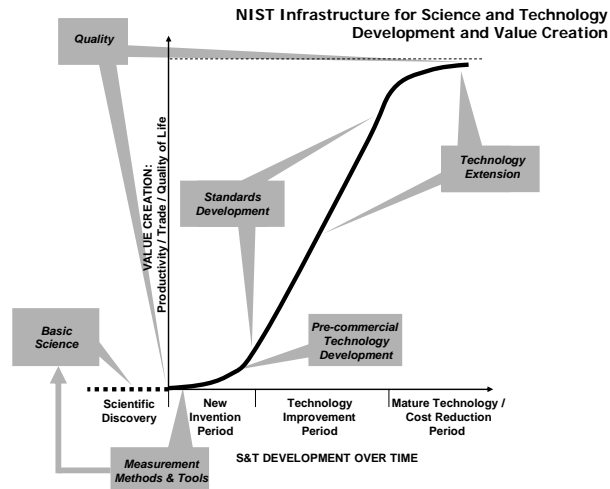 NIST Infrastructure for Science and Technology
Development and Value Creation
Quality
VALUE CREATION:
Productivity / Trade / Quality of Life
Technology
Extension
Standards
Development
Basic
Science
Pre-commercial
Technology
Development
Scientific
Discovery
New
Invention
Period
Technology
Improvement
Period
Mature Technology /
Cost Reduction
Period
Measurement
Methods & Tools
S&T DEVELOPMENT OVER TIME